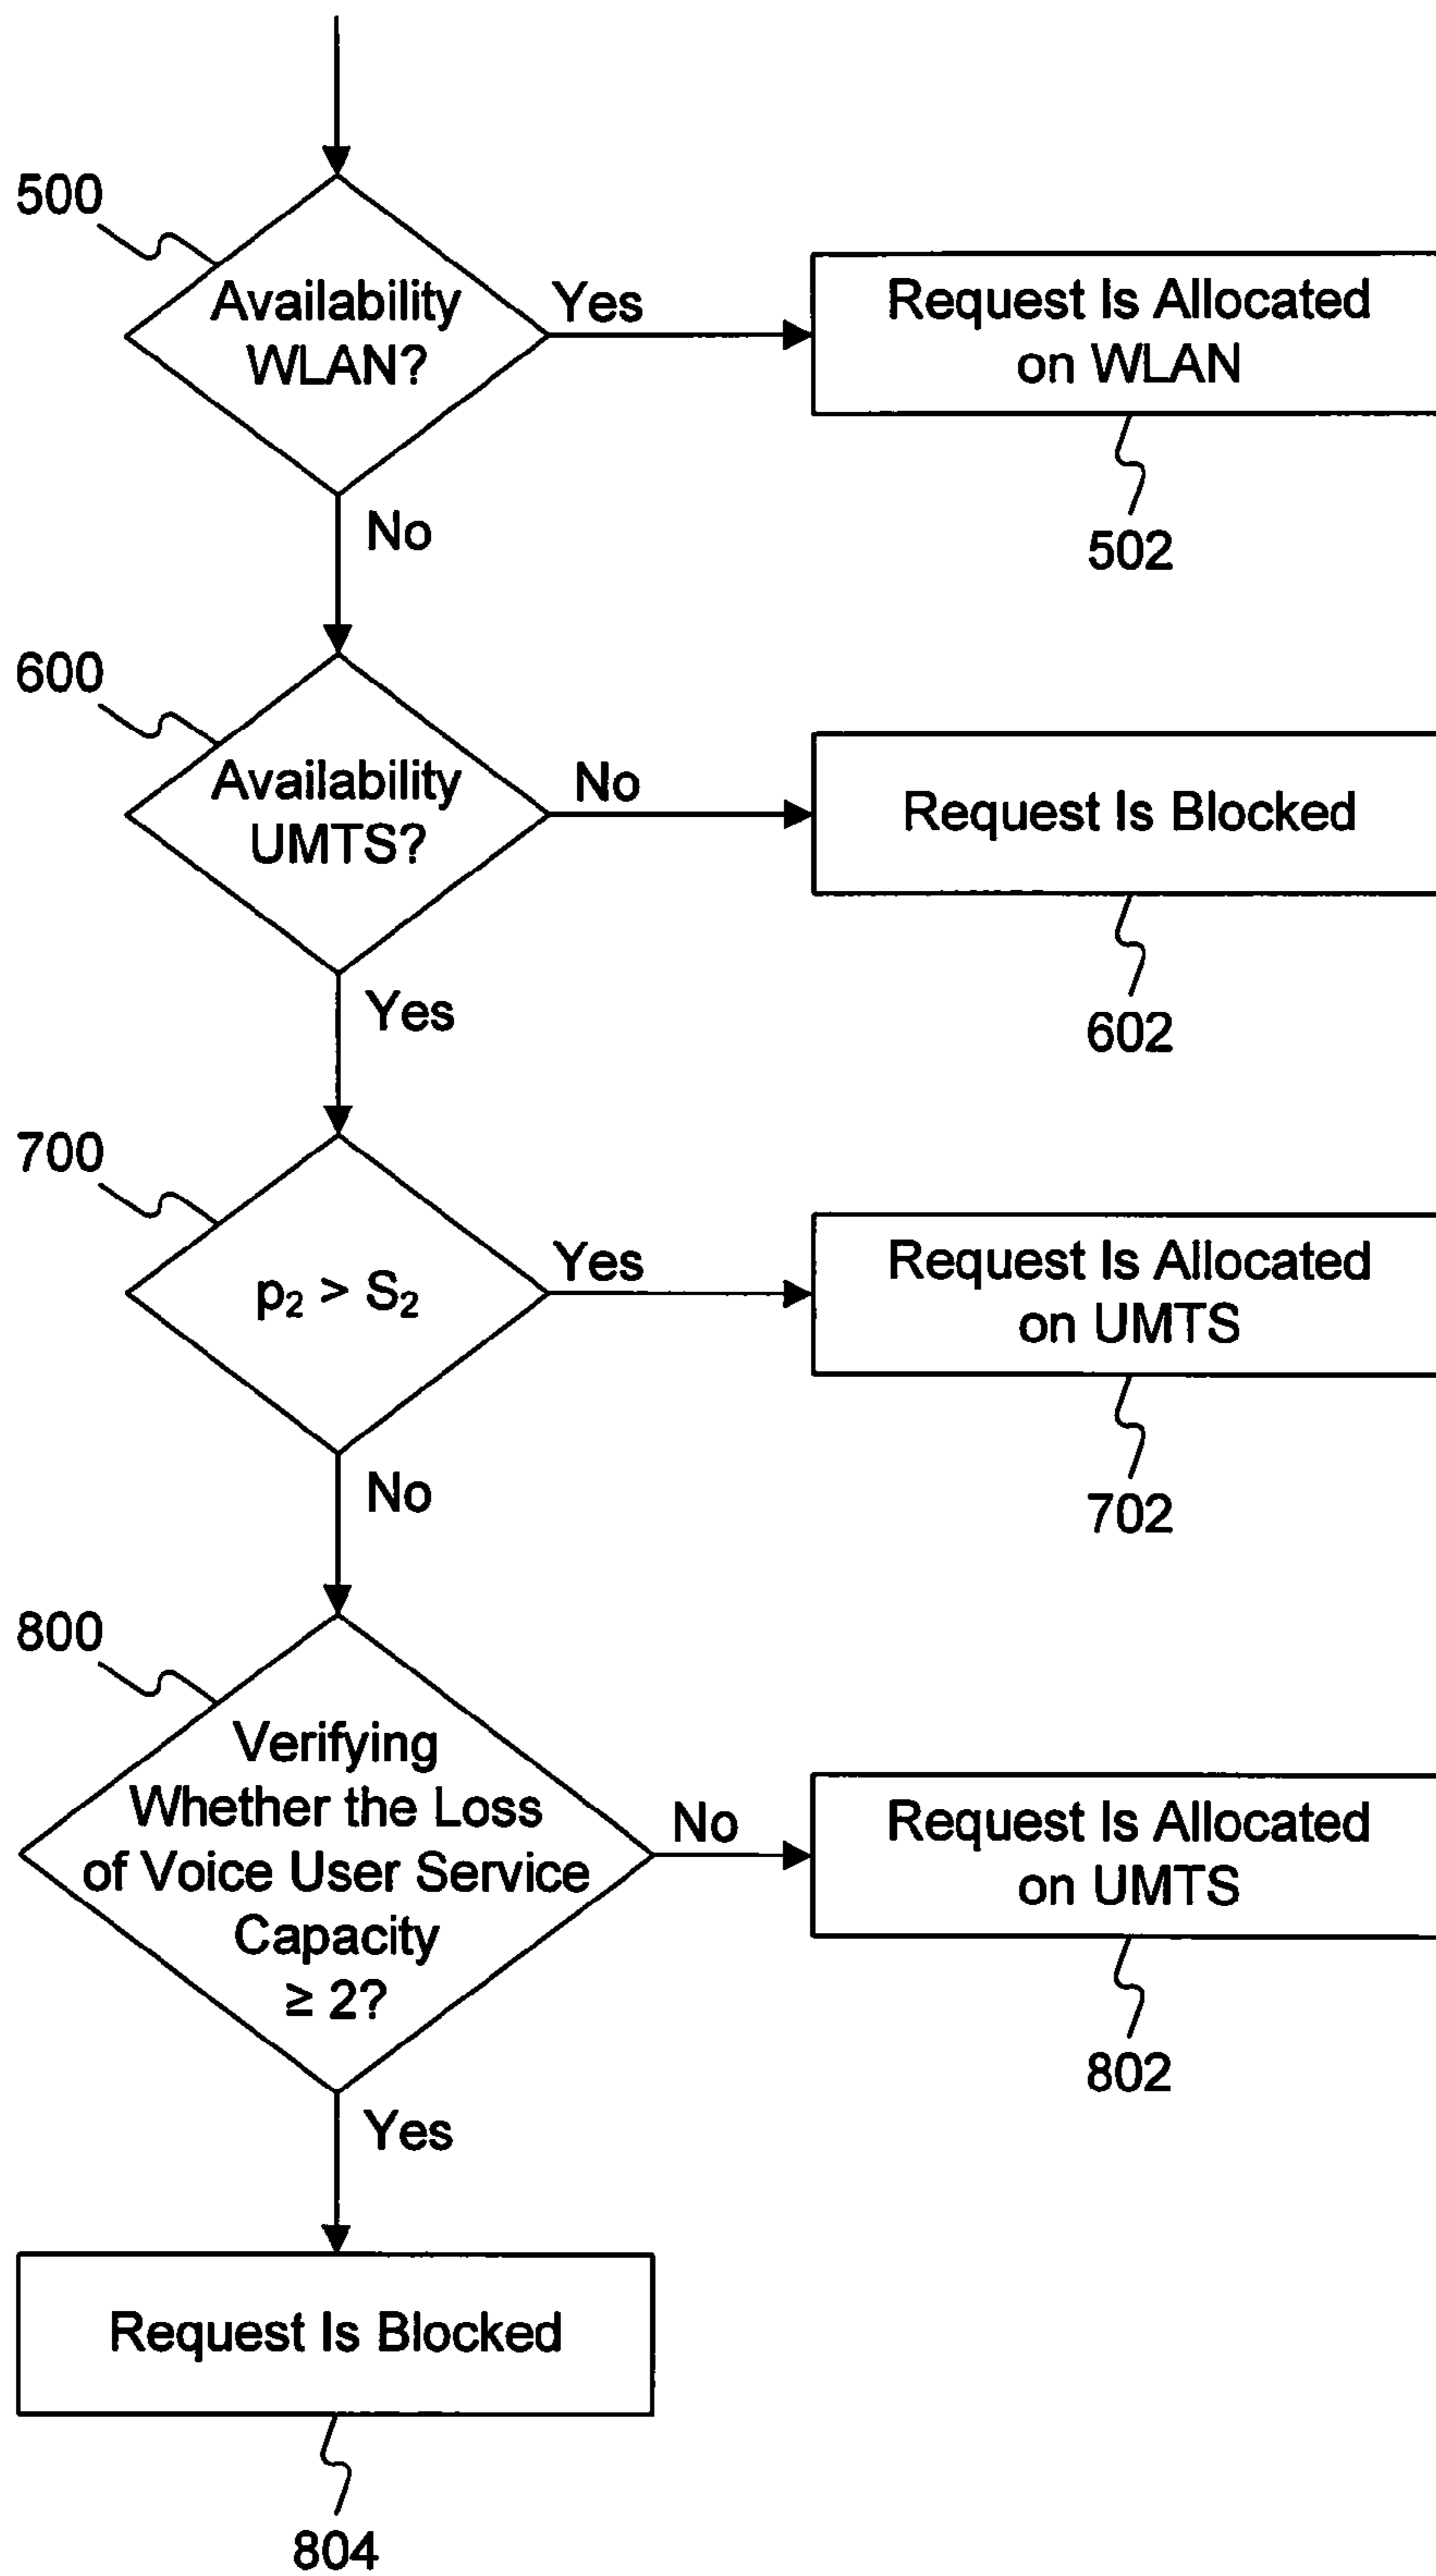 500
Availability
WLAN?
Yes
Request Is Allocated
on WLAN
502
No
600
Availability
UMTS?
No
Request Is Blocked
602
Yes
700
p₂ > S₂
Yes
Request Is Allocated
on UMTS
702
No
800
Verifying
Whether the Loss
of Voice User Service
Capacity
≥ 2?
No
Request Is Allocated
on UMTS
802
Yes
Request Is Blocked
804